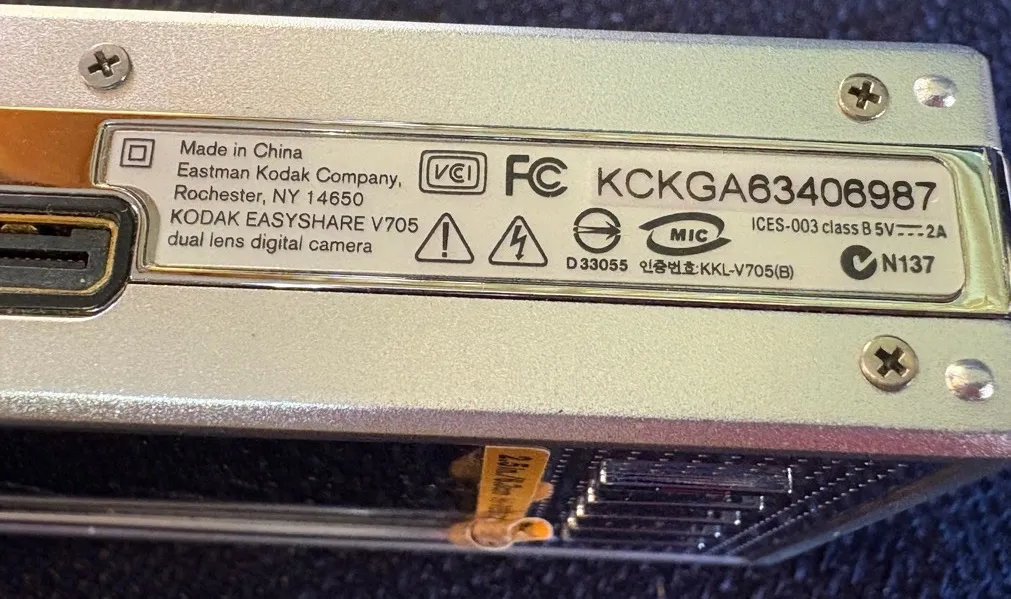 Made in China
Eastman Kodak Company,
Rochester, NY 14650
KODAK EASYSHARE V705
dual lens digital camera
VCI FC KCKGA63406987
D33055
MIC
인증번호:KKL-V705(B)
ICES-003 class B 5V⎓2A
N137